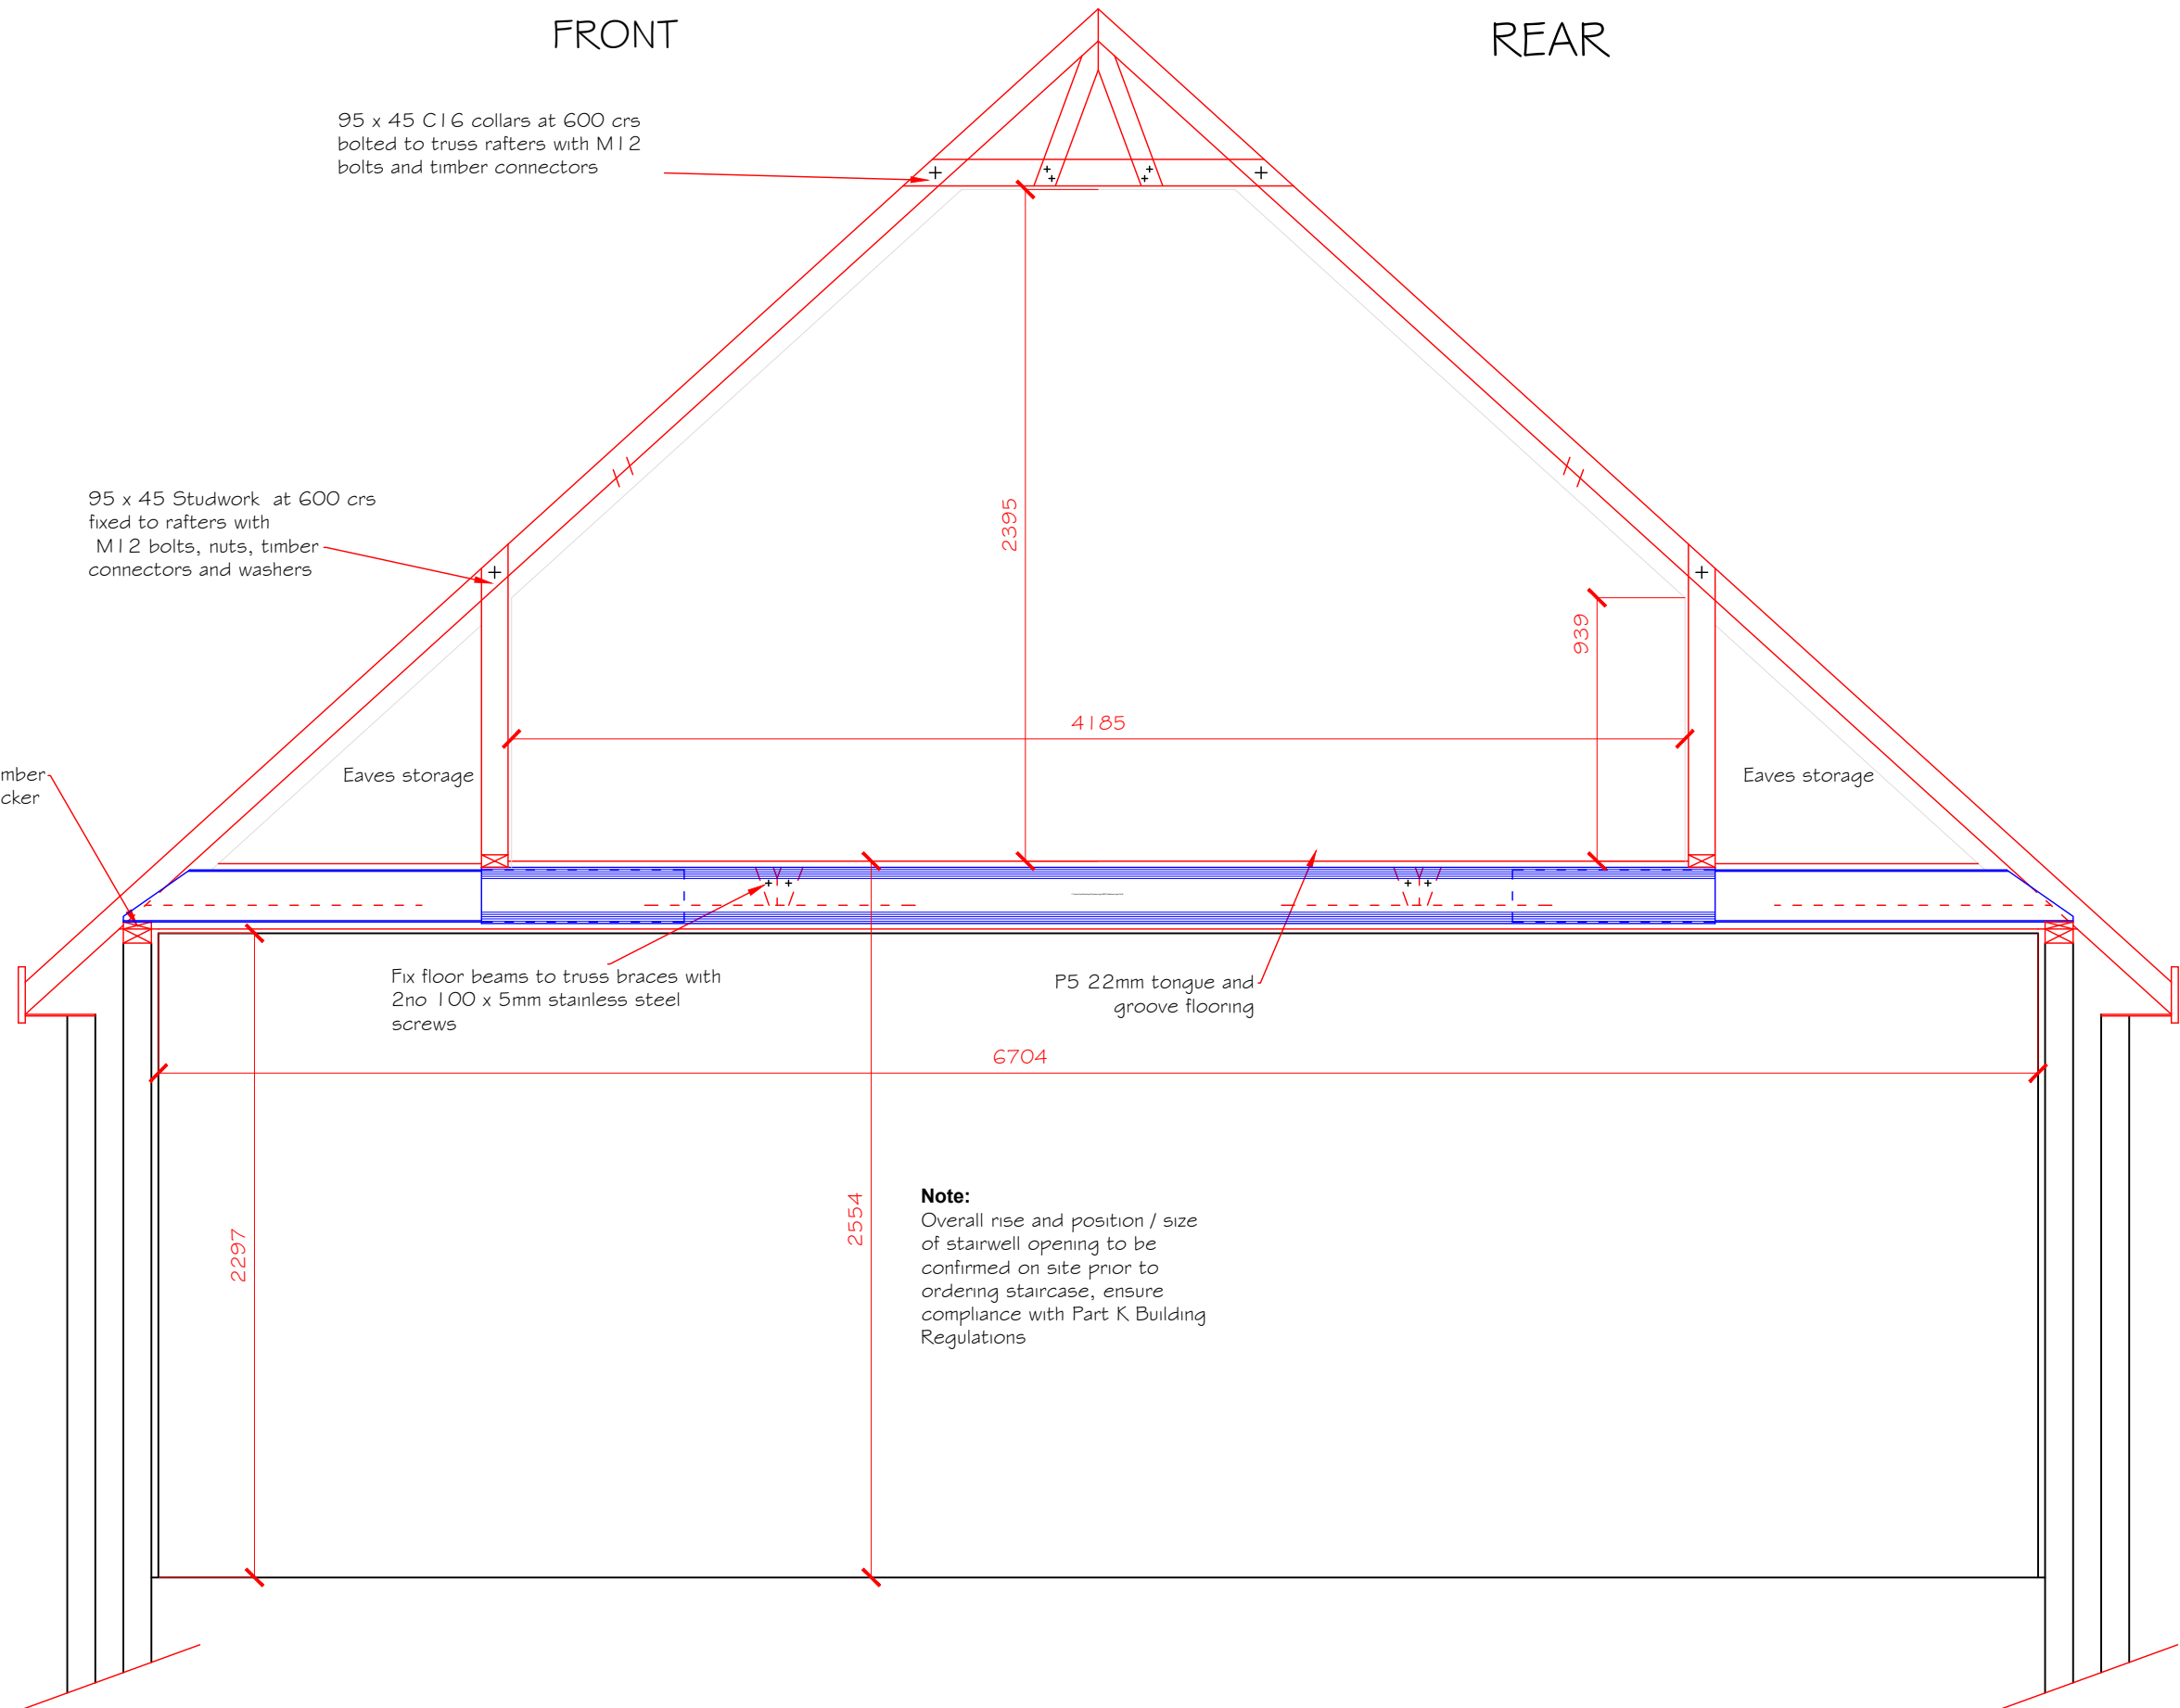 FRONT
REAR
95 x 45 C16 collars at 600 crs
bolted to truss rafters with M12
bolts and timber connectors
95 x 45 Studwork at 600 crs
fixed to rafters with
M12 bolts, nuts, timber
connectors and washers
2395
939
4185
mber
cker
Eaves storage
Eaves storage
Fix floor beams to truss braces with
2no 100 x 5mm stainless steel
screws
P5 22mm tongue and
groove flooring
6704
2297
2554
Note:
Overall rise and position / size
of stairwell opening to be
confirmed on site prior to
ordering staircase, ensure
compliance with Part K Building
Regulations